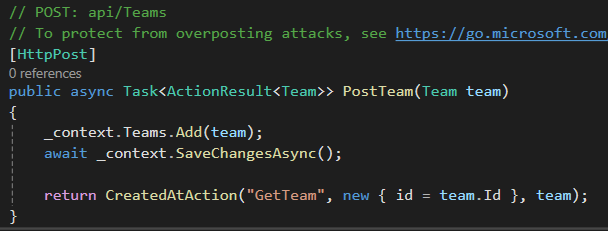 // POST: api/Teams
// To protect from overposting attacks, see https://go.microsoft.com
[HttpPost]
0 references
public async Task<ActionResult<Team>> PostTeam(Team team)
{
_context.Teams.Add(team);
await _context.SaveChangesAsync();
return CreatedAtAction("GetTeam", new { id = team.Id }, team);
}